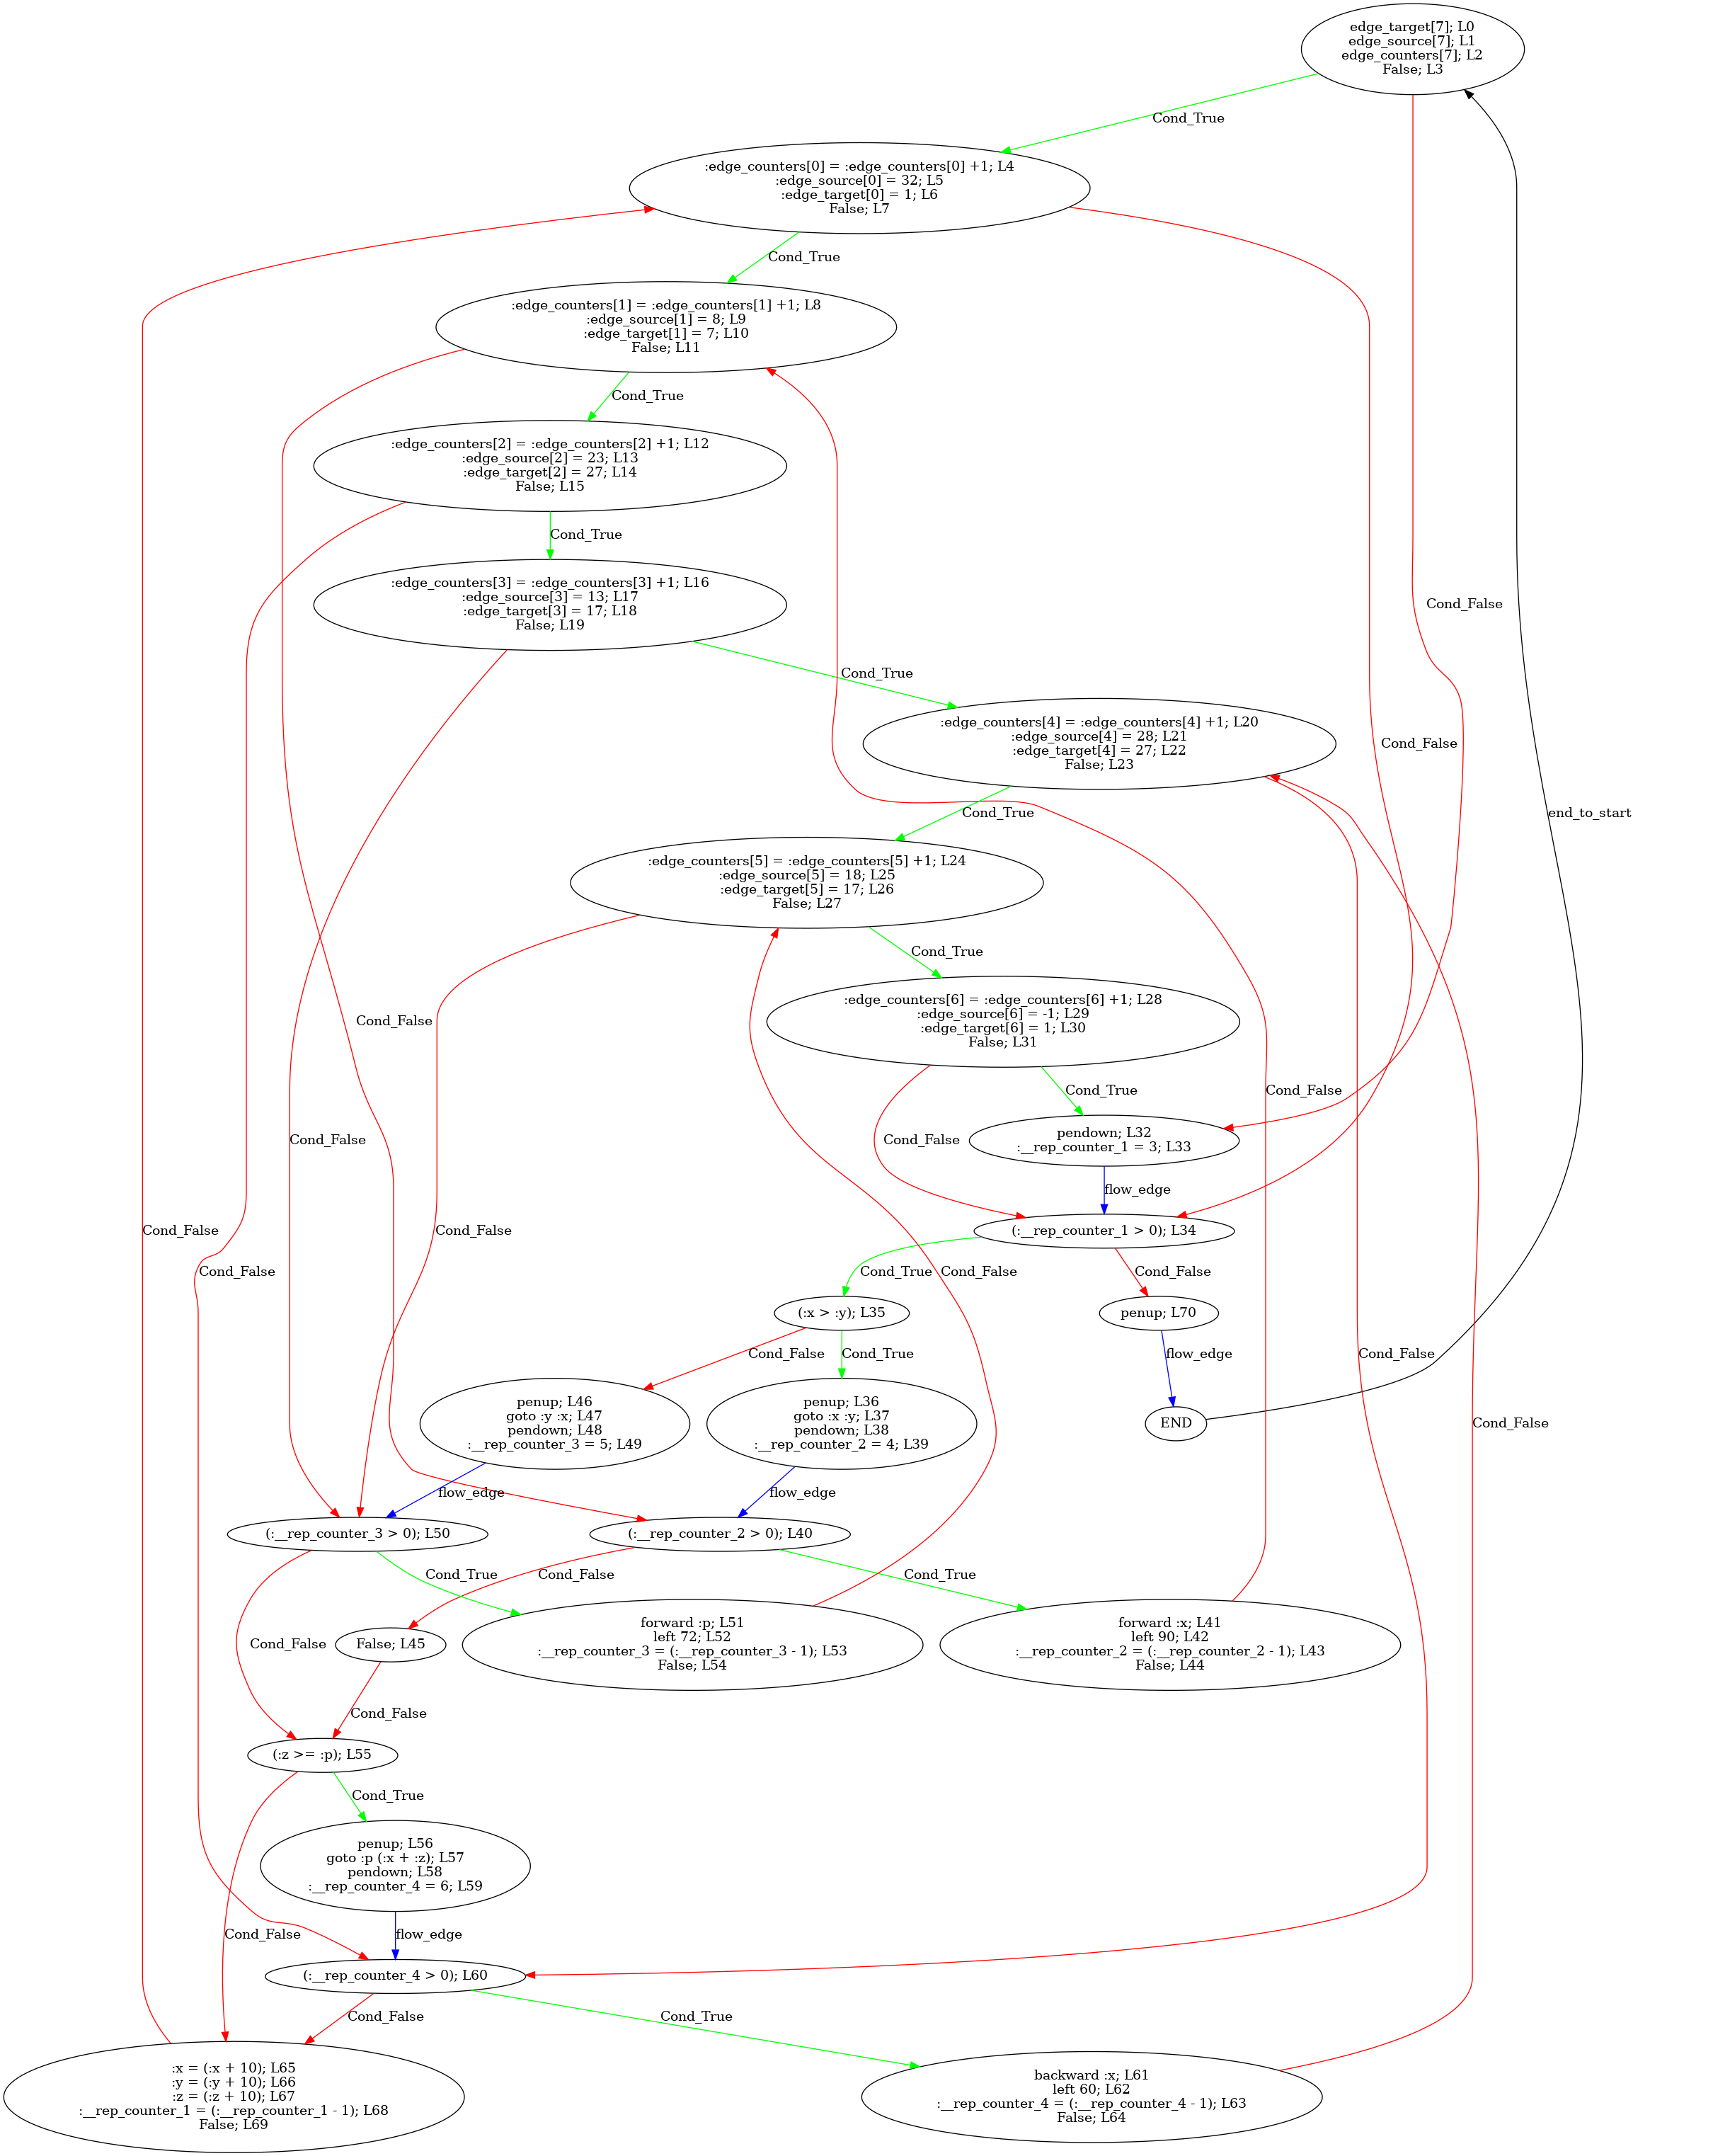 edge_target[7]; L0
edge_source[7]; L1
edge_counters[7]; L2
False; L3
Cond_True
:edge_counters[0] = :edge_counters[0] +1; L4
:edge_source[0] = 32; L5
:edge_target[0] = 1; L6
False; L7
Cond_True
:edge_counters[1] = :edge_counters[1] +1; L8
:edge_source[1] = 8; L9
:edge_target[1] = 7; L10
False; L11
Cond_True
:edge_counters[2] = :edge_counters[2] +1; L12
:edge_source[2] = 23; L13
:edge_target[2] = 27; L14
False; L15
Cond_True
:edge_counters[3] = :edge_counters[3] +1; L16
:edge_source[3] = 13; L17
:edge_target[3] = 17; L18
False; L19
Cond_False
Cond_True
:edge_counters[4] = :edge_counters[4] +1; L20
:edge_source[4] = 28; L21
:edge_target[4] = 27; L22
False; L23
Cond_False
Cond_True
end_to_start
:edge_counters[5] = :edge_counters[5] +1; L24
:edge_source[5] = 18; L25
:edge_target[5] = 17; L26
False; L27
Cond_True
Cond_False
:edge_counters[6] = :edge_counters[6] +1; L28
:edge_source[6] = -1; L29
:edge_target[6] = 1; L30
False; L31
Cond_True
Cond_False
Cond_False
Cond_False
pendown; L32
:__rep_counter_1 = 3; L33
flow_edge
Cond_False
Cond_False
(:__rep_counter_1 > 0); L34
Cond_False
Cond_True
Cond_False
Cond_False
(:x > :y); L35
penup; L70
Cond_False
Cond_True
flow_edge
Cond_False
penup; L46
goto :y :x; L47
pendown; L48
:__rep_counter_3 = 5; L49
penup; L36
goto :x :y; L37
pendown; L38
:__rep_counter_2 = 4; L39
END
Cond_False
flow_edge
flow_edge
(:__rep_counter_3 > 0); L50
(:__rep_counter_2 > 0); L40
Cond_True
Cond_False
Cond_True
Cond_False
False; L45
forward :p; L51
left 72; L52
:__rep_counter_3 = (:__rep_counter_3 - 1); L53
False; L54
forward :x; L41
left 90; L42
:__rep_counter_2 = (:__rep_counter_2 - 1); L43
False; L44
Cond_False
(:z >= :p); L55
Cond_True
penup; L56
goto :p (:x + :z); L57
pendown; L58
:__rep_counter_4 = 6; L59
Cond_False
flow_edge
(:__rep_counter_4 > 0); L60
Cond_False
Cond_True
:x = (:x + 10); L65
:y = (:y + 10); L66
:z = (:z + 10); L67
:__rep_counter_1 = (:__rep_counter_1 - 1); L68
False; L69
backward :x; L61
left 60; L62
:__rep_counter_4 = (:__rep_counter_4 - 1); L63
False; L64